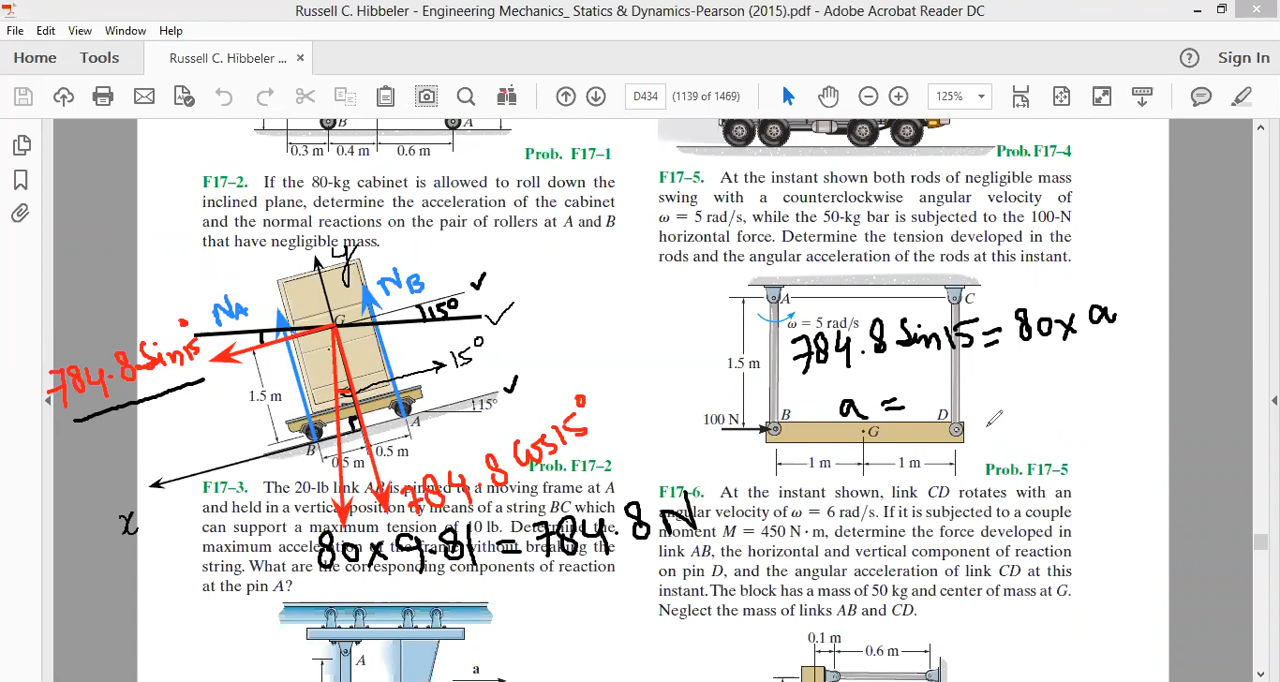 Russell C. Hibbeler - Engineering Mechanics_ Statics & Dynamics-Pearson (2015).pdf - Adobe Acrobat Reader DC
File Edit View Window Help
Home Tools Russell C. Hibbeler ... × Sign In
D434 (1139 of 1469) 125%
B A
0.3 m 0.4 m 0.6 m
Prob. F17–1
F17–2. If the 80-kg cabinet is allowed to roll down the
inclined plane, determine the acceleration of the cabinet
and the normal reactions on the pair of rollers at A and B
that have negligible mass.
y
NA
NB
G
15°
15°
784.8 Sin15°
1.5 m
15°
A
B
0.5 m
0.5 m
784.8 Cos15°
Prob. F17–2
x
80×9.81 = 784.8 N
F17–3. The 20-lb link AB is pinned to a moving frame at A
and held in a vertical position by means of a string BC which
can support a maximum tension of 10 lb. Determine the
maximum acceleration of the frame without breaking the
string. What are the corresponding components of reaction
at the pin A?
A
a
Prob. F17–4
F17–5. At the instant shown both rods of negligible mass
swing with a counterclockwise angular velocity of
ω = 5 rad/s, while the 50-kg bar is subjected to the 100-N
horizontal force. Determine the tension developed in the
rods and the angular acceleration of the rods at this instant.
A C
ω = 5 rad/s
784.8 Sin15 = 80×a
1.5 m
a =
100 N
B D
G
1 m 1 m
Prob. F17–5
F17–6. At the instant shown, link CD rotates with an
angular velocity of ω = 6 rad/s. If it is subjected to a couple
moment M = 450 N·m, determine the force developed in
link AB, the horizontal and vertical component of reaction
on pin D, and the angular acceleration of link CD at this
instant. The block has a mass of 50 kg and center of mass at G.
Neglect the mass of links AB and CD.
0.1 m
0.6 m